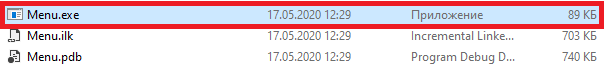 Menu.exe 17.05.2020 12:29 Приложение 89 КБ
Menu.ilk 17.05.2020 12:29 Incremental Linke... 703 КБ
Menu.pdb 17.05.2020 12:29 Program Debug D... 740 КБ